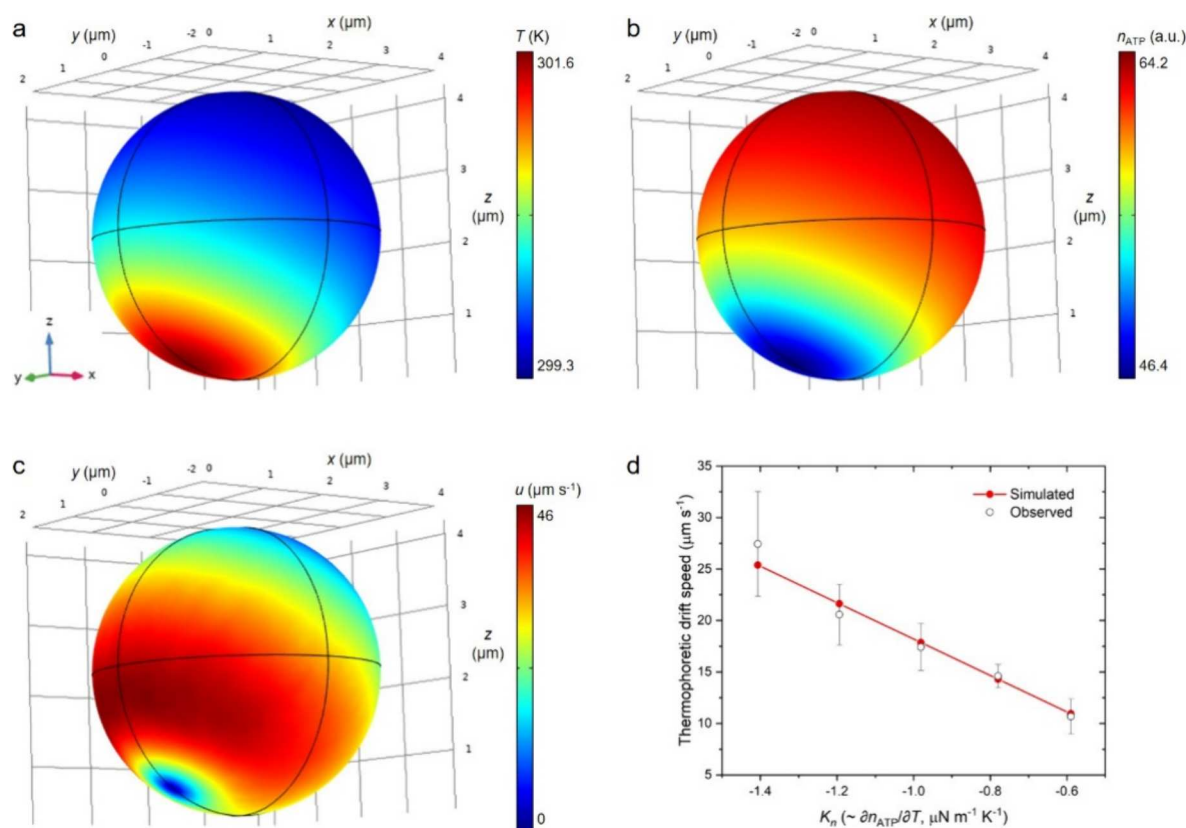 a
x (μm)
y (μm)
-2 -1 0 1 2
0 1 2 3 4
T (K)
301.6
299.3
4
3
z
(μm)
2
1
z
y
x
b
x (μm)
y (μm)
-2 -1 0 1 2
0 1 2 3 4
nATP (a.u.)
64.2
46.4
4
3
z
(μm)
2
1
c
x (μm)
y (μm)
-2 -1 0 1 2
0 1 2 3 4
u (μm s-1)
46
0
4
3
z
(μm)
2
1
d
Thermophoretic drift speed (μm s-1)
35
30
25
20
15
10
5
Simulated
Observed
-1.4 -1.2 -1.0 -0.8 -0.6
Kn (~ ∂nATP/∂T, μN m-1 K-1)